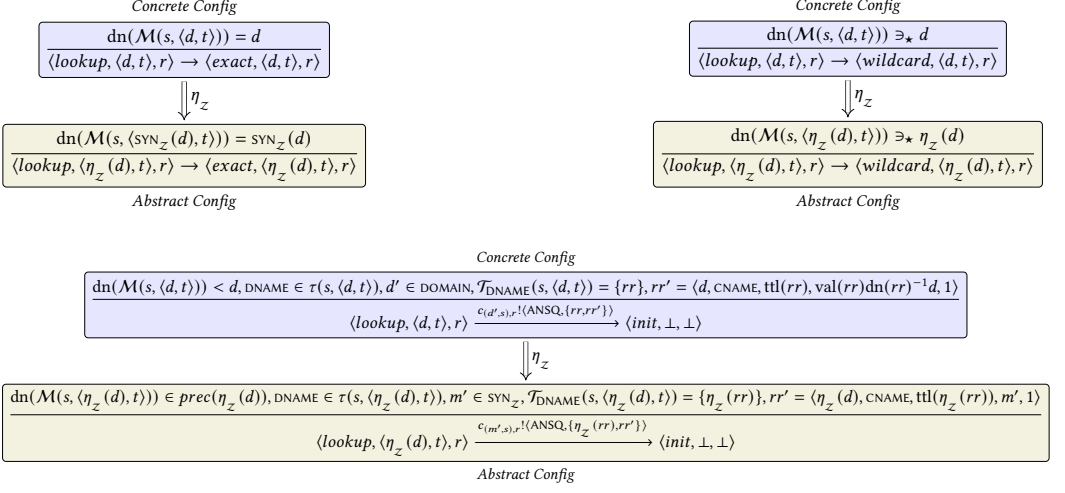 Concrete Config
dn(ℳ(s, ⟨d, t⟩)) = d
⟨lookup, ⟨d, t⟩, r⟩ → ⟨exact, ⟨d, t⟩, r⟩
η_𝒵
dn(ℳ(s, ⟨SYN_𝒵(d), t⟩)) = SYN_𝒵(d)
⟨lookup, ⟨η_𝒵(d), t⟩, r⟩ → ⟨exact, ⟨η_𝒵(d), t⟩, r⟩
Abstract Config
Concrete Config
dn(ℳ(s, ⟨d, t⟩)) ∋⋆ d
⟨lookup, ⟨d, t⟩, r⟩ → ⟨wildcard, ⟨d, t⟩, r⟩
η_𝒵
dn(ℳ(s, ⟨η_𝒵(d), t⟩)) ∋⋆ η_𝒵(d)
⟨lookup, ⟨η_𝒵(d), t⟩, r⟩ → ⟨wildcard, ⟨η_𝒵(d), t⟩, r⟩
Abstract Config
Concrete Config
dn(ℳ(s, ⟨d, t⟩)) < d, DNAME ∈ τ(s, ⟨d, t⟩), d′ ∈ DOMAIN, 𝒯_DNAME(s, ⟨d, t⟩) = {rr}, rr′ = ⟨d, CNAME, ttl(rr), val(rr)dn(rr)⁻¹d, 1⟩
c_(d′,s),r!⟨ANSQ,{rr,rr′}⟩
⟨lookup, ⟨d, t⟩, r⟩ → ⟨init, ⊥, ⊥⟩
η_𝒵
dn(ℳ(s, ⟨η_𝒵(d), t⟩)) ∈ prec(η_𝒵(d)), DNAME ∈ τ(s, ⟨η_𝒵(d), t⟩), m′ ∈ SYN_𝒵, 𝒯_DNAME(s, ⟨η_𝒵(d), t⟩) = {η_𝒵(rr)}, rr′ = ⟨η_𝒵(d), CNAME, ttl(η_𝒵(rr)), m′, 1⟩
c_(m′,s),r!⟨ANSQ,{η_𝒵(rr),rr′}⟩
⟨lookup, ⟨η_𝒵(d), t⟩, r⟩ → ⟨init, ⊥, ⊥⟩
Abstract Config